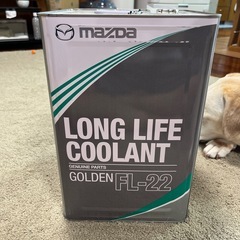 mazda
LONG LIFE
COOLANT
GENUINE PARTS
GOLDEN FL-22